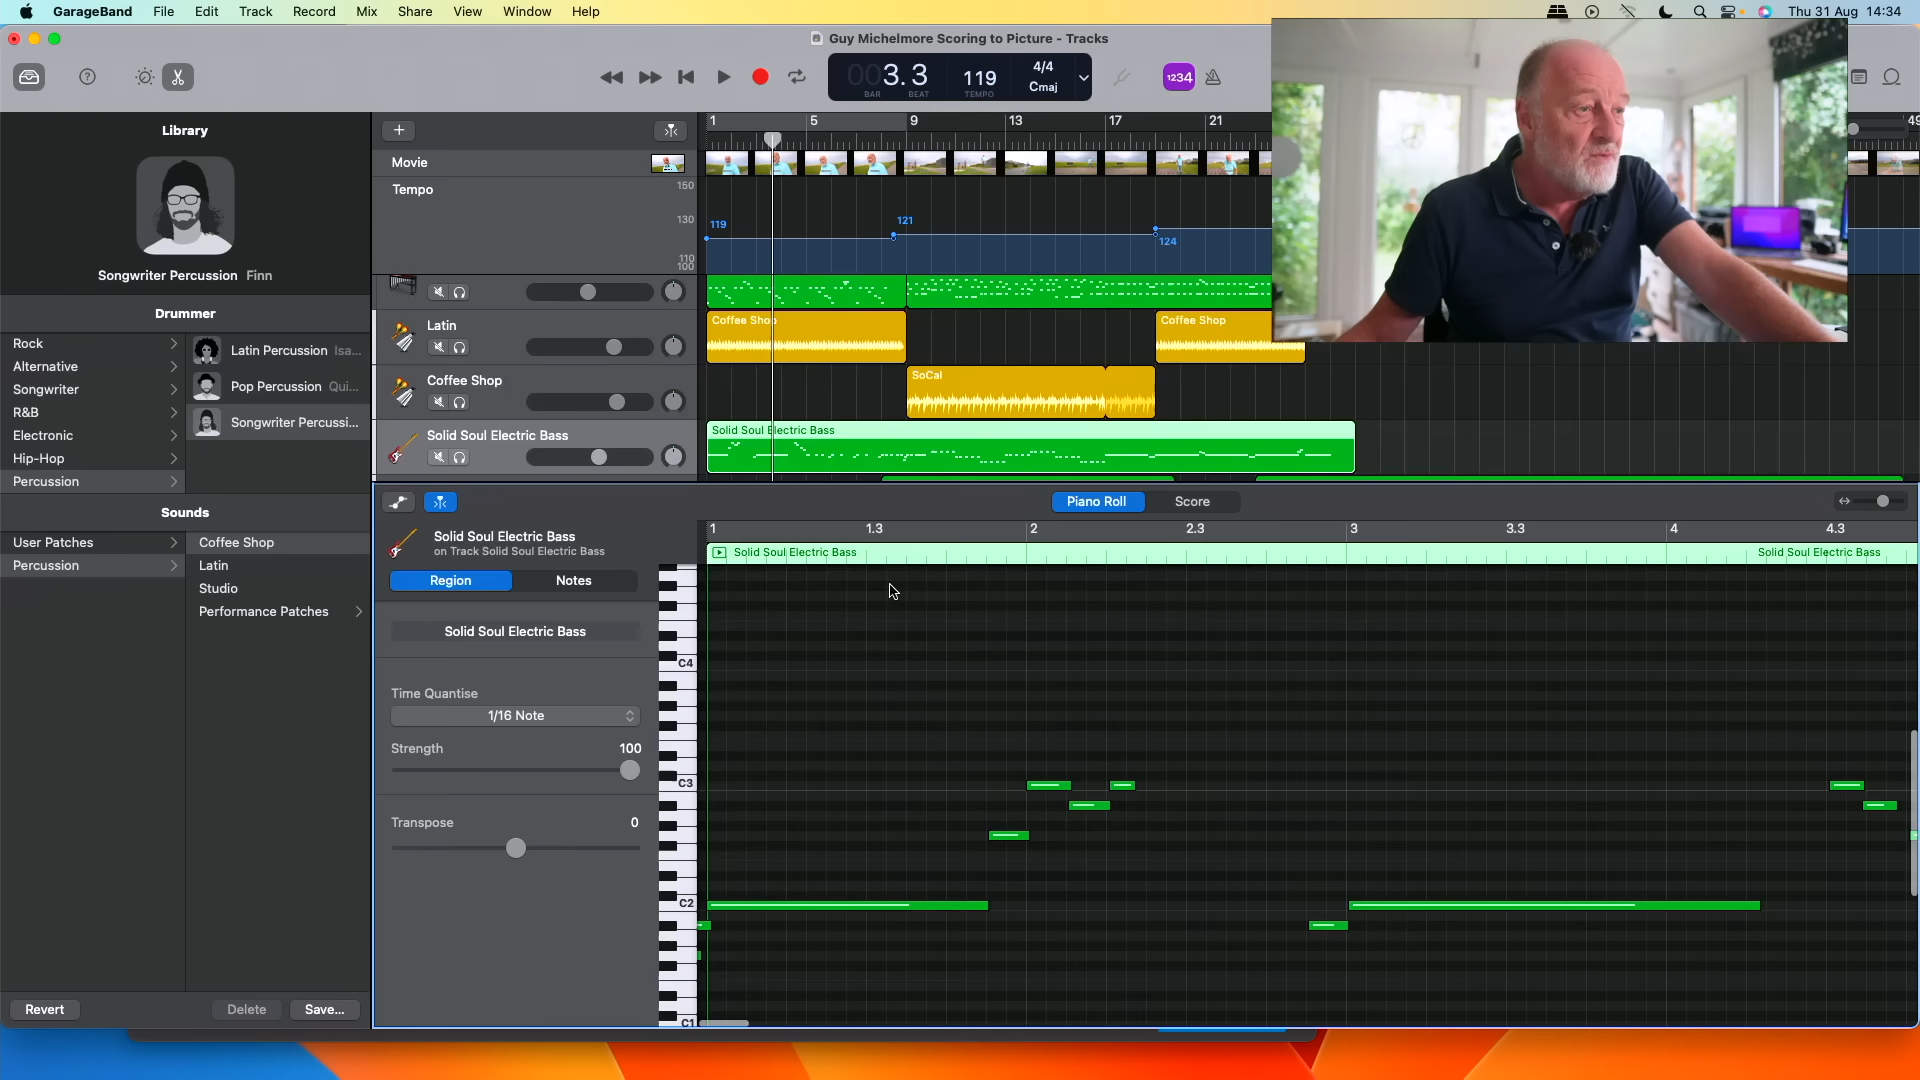 GarageBand File Edit Track Record Mix Share View Window Help Thu 31 Aug 14:34
Guy Michelmore Scoring to Picture - Tracks
003.3 119 4/4 Cmaj
BAR BEAT TEMPO
1234
Library
Songwriter Percussion Finn
Drummer
Rock
Alternative
Songwriter
R&B
Electronic
Hip-Hop
Percussion
Latin Percussion Isa...
Pop Percussion Qui...
Songwriter Percussi...
Sounds
User Patches
Percussion
Coffee Shop
Latin
Studio
Performance Patches
Revert Delete Save...
1 5 9 13 17 21 49
Movie
Tempo
150
130
110
100
119 121 124
Latin
Coffee Shop
Solid Soul Electric Bass
Coffee Shop Coffee Shop
SoCal
Solid Soul Electric Bass
Piano Roll Score
Solid Soul Electric Bass
on Track Solid Soul Electric Bass
Region Notes
Solid Soul Electric Bass
Time Quantise
1/16 Note
Strength 100
Transpose 0
1 1.3 2 2.3 3 3.3 4 4.3
Solid Soul Electric Bass Solid Soul Electric Bass
C4
C3
C2
C1